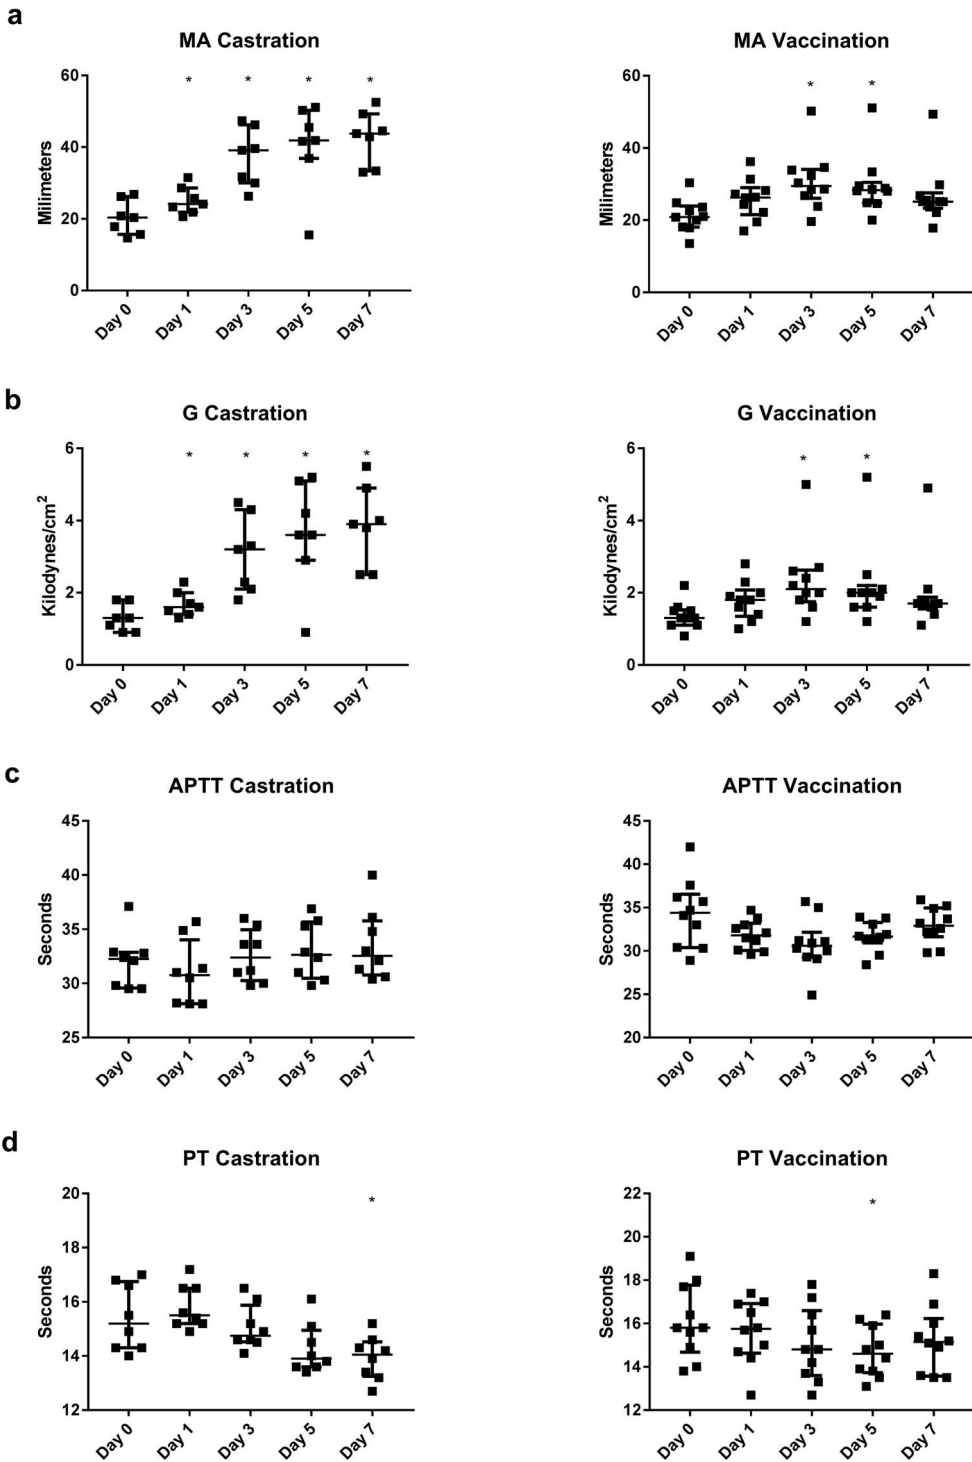 a
MA Castration
Milimeters
60
40
20
0
* * * *
Day 0 Day 1 Day 3 Day 5 Day 7
MA Vaccination
Milimeters
60
40
20
0
* *
Day 0 Day 1 Day 3 Day 5 Day 7
b
G Castration
Kilodynes/cm²
6
4
2
0
* * * *
Day 0 Day 1 Day 3 Day 5 Day 7
G Vaccination
Kilodynes/cm²
6
4
2
0
* *
Day 0 Day 1 Day 3 Day 5 Day 7
c
APTT Castration
Seconds
45
40
35
30
25
Day 0 Day 1 Day 3 Day 5 Day 7
APTT Vaccination
Seconds
45
40
35
30
25
20
Day 0 Day 1 Day 3 Day 5 Day 7
d
PT Castration
Seconds
20
18
16
14
12
*
Day 0 Day 1 Day 3 Day 5 Day 7
PT Vaccination
Seconds
22
20
18
16
14
12
*
Day 0 Day 1 Day 3 Day 5 Day 7